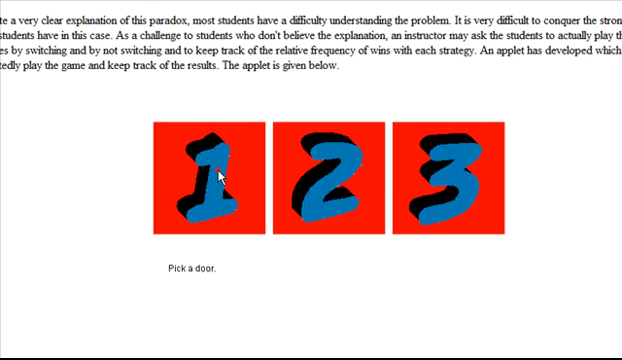 te a very clear explanation of this paradox, most students have a difficulty understanding the problem. It is very difficult to conquer the stron
students have in this case. As a challenge to students who don't believe the explanation, an instructor may ask the students to actually play th
es by switching and by not switching and to keep track of the relative frequency of wins with each strategy. An applet has developed which
tedly play the game and keep track of the results. The applet is given below.
1 2 3
Pick a door.